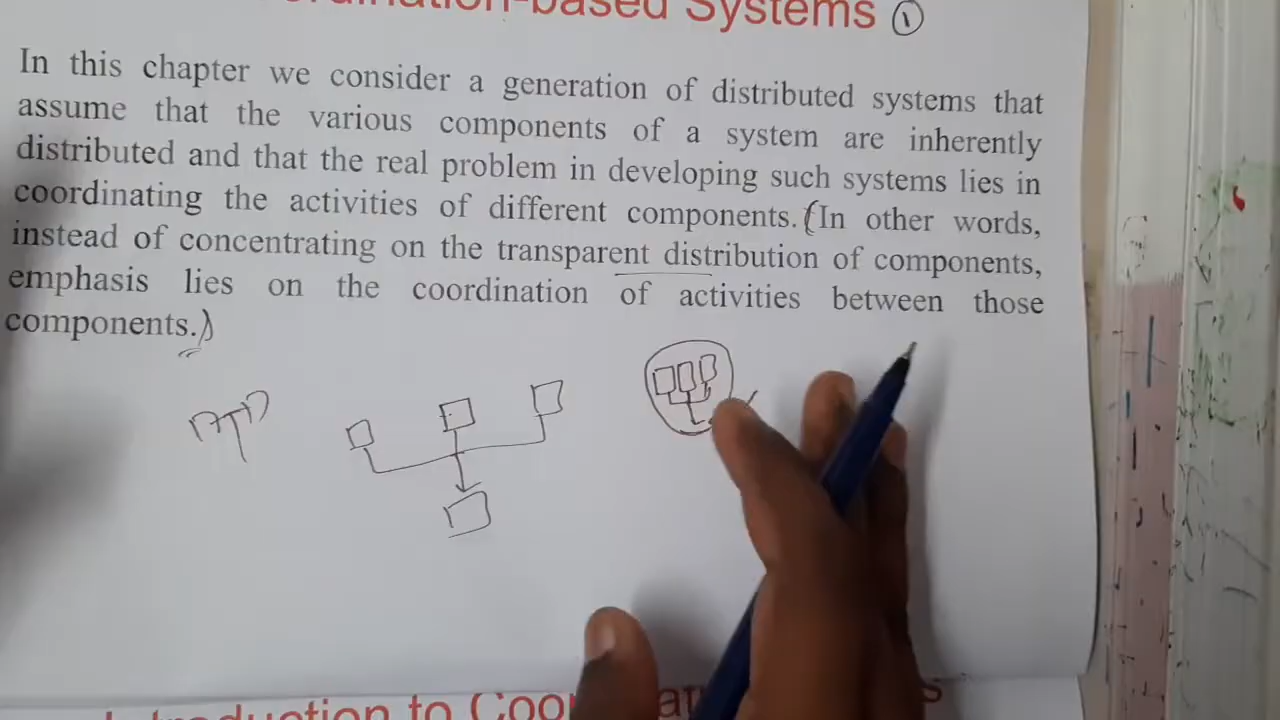 Systems ①
In this chapter we consider a generation of distributed systems that
assume that the various components of a system are inherently
distributed and that the real problem in developing such systems lies in
coordinating the activities of different components. (In other words,
instead of concentrating on the transparent distribution of components,
emphasis lies on the coordination of activities between those
components.)
to